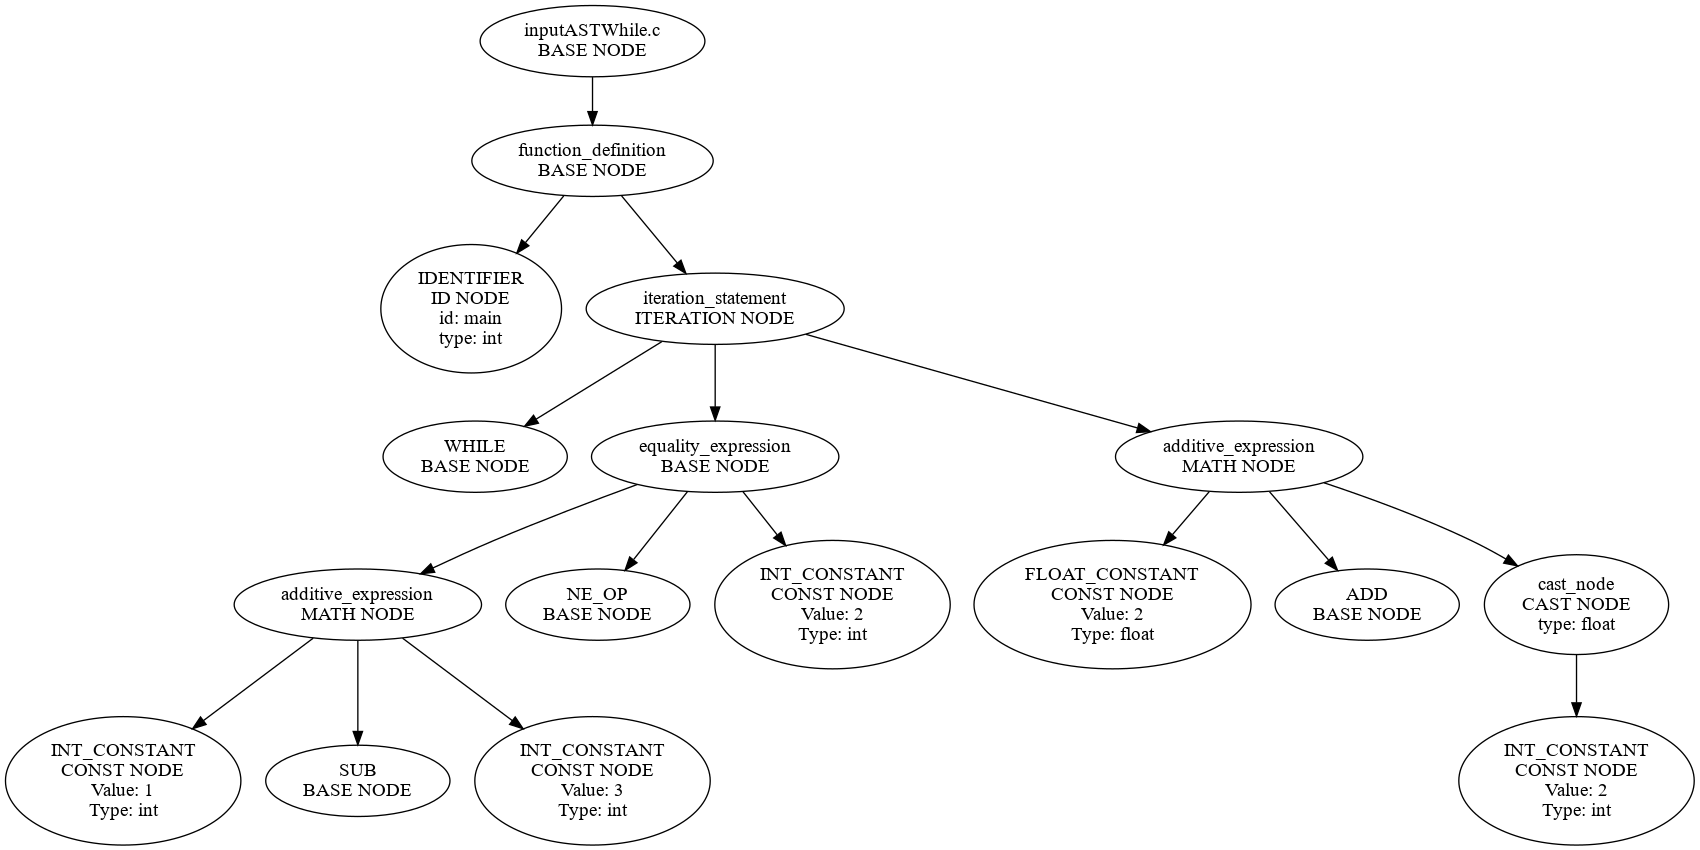 inputASTWhile.c
BASE NODE
function_definition
BASE NODE
IDENTIFIER
ID NODE
id: main
type: int
iteration_statement
ITERATION NODE
WHILE
BASE NODE
equality_expression
BASE NODE
additive_expression
MATH NODE
additive_expression
MATH NODE
NE_OP
BASE NODE
INT_CONSTANT
CONST NODE
Value: 2
Type: int
FLOAT_CONSTANT
CONST NODE
Value: 2
Type: float
ADD
BASE NODE
cast_node
CAST NODE
type: float
INT_CONSTANT
CONST NODE
Value: 1
Type: int
SUB
BASE NODE
INT_CONSTANT
CONST NODE
Value: 3
Type: int
INT_CONSTANT
CONST NODE
Value: 2
Type: int